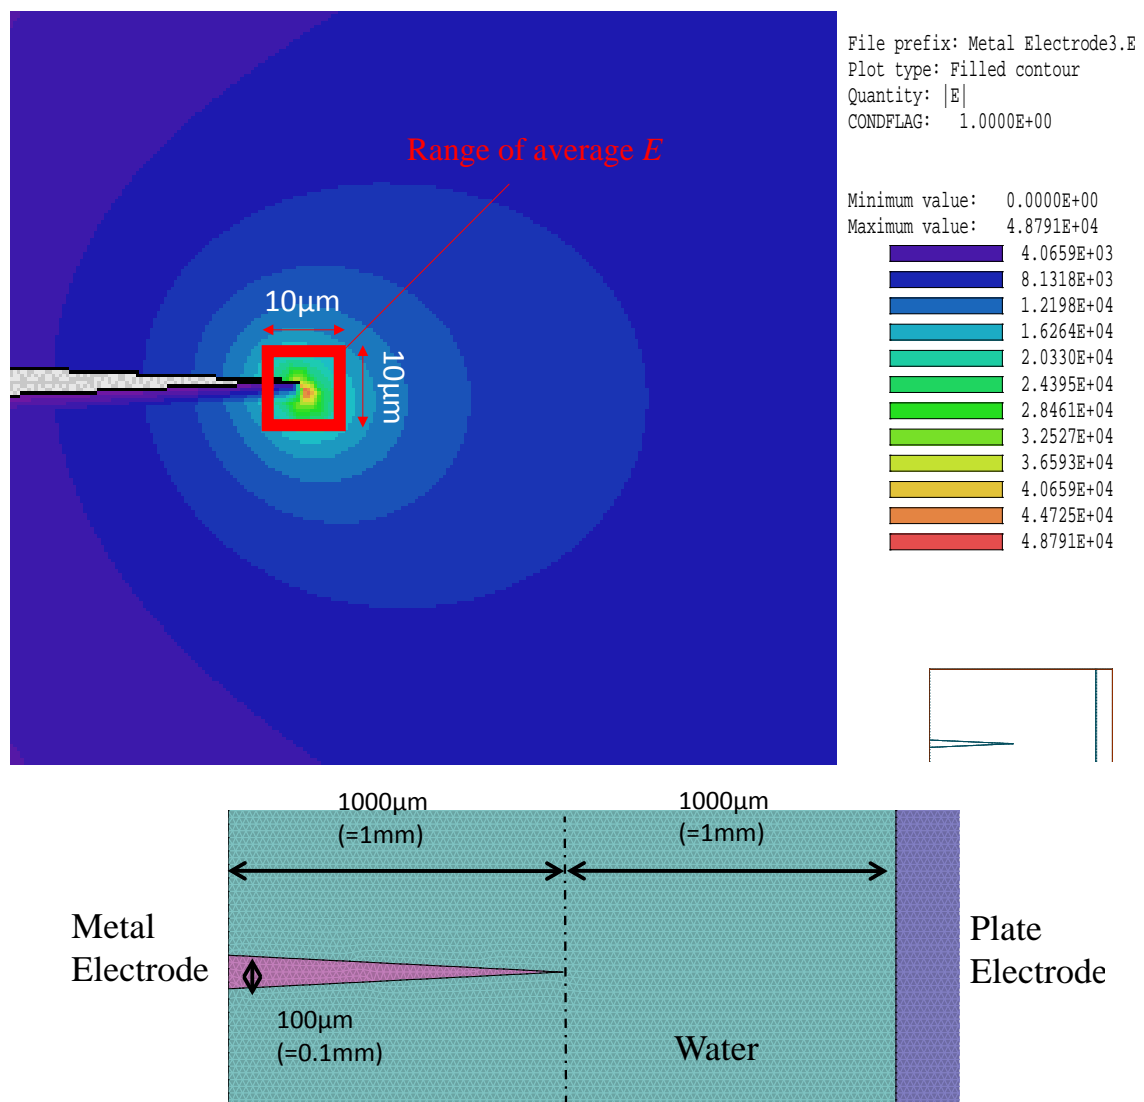 File prefix: Metal Electrode3.E
Plot type: Filled contour
Quantity: |E|
CONDFLAG: 1.0000E+00
Range of average E
Minimum value: 0.0000E+00
Maximum value: 4.8791E+04
4.0659E+03
8.1318E+03
1.2198E+04
1.6264E+04
2.0330E+04
2.4395E+04
2.8461E+04
3.2527E+04
3.6593E+04
4.0659E+04
4.4725E+04
4.8791E+04
10μm
10μm
1000μm
(=1mm)
1000μm
(=1mm)
Metal
Electrode
Plate
Electrode
100μm
(=0.1mm)
Water